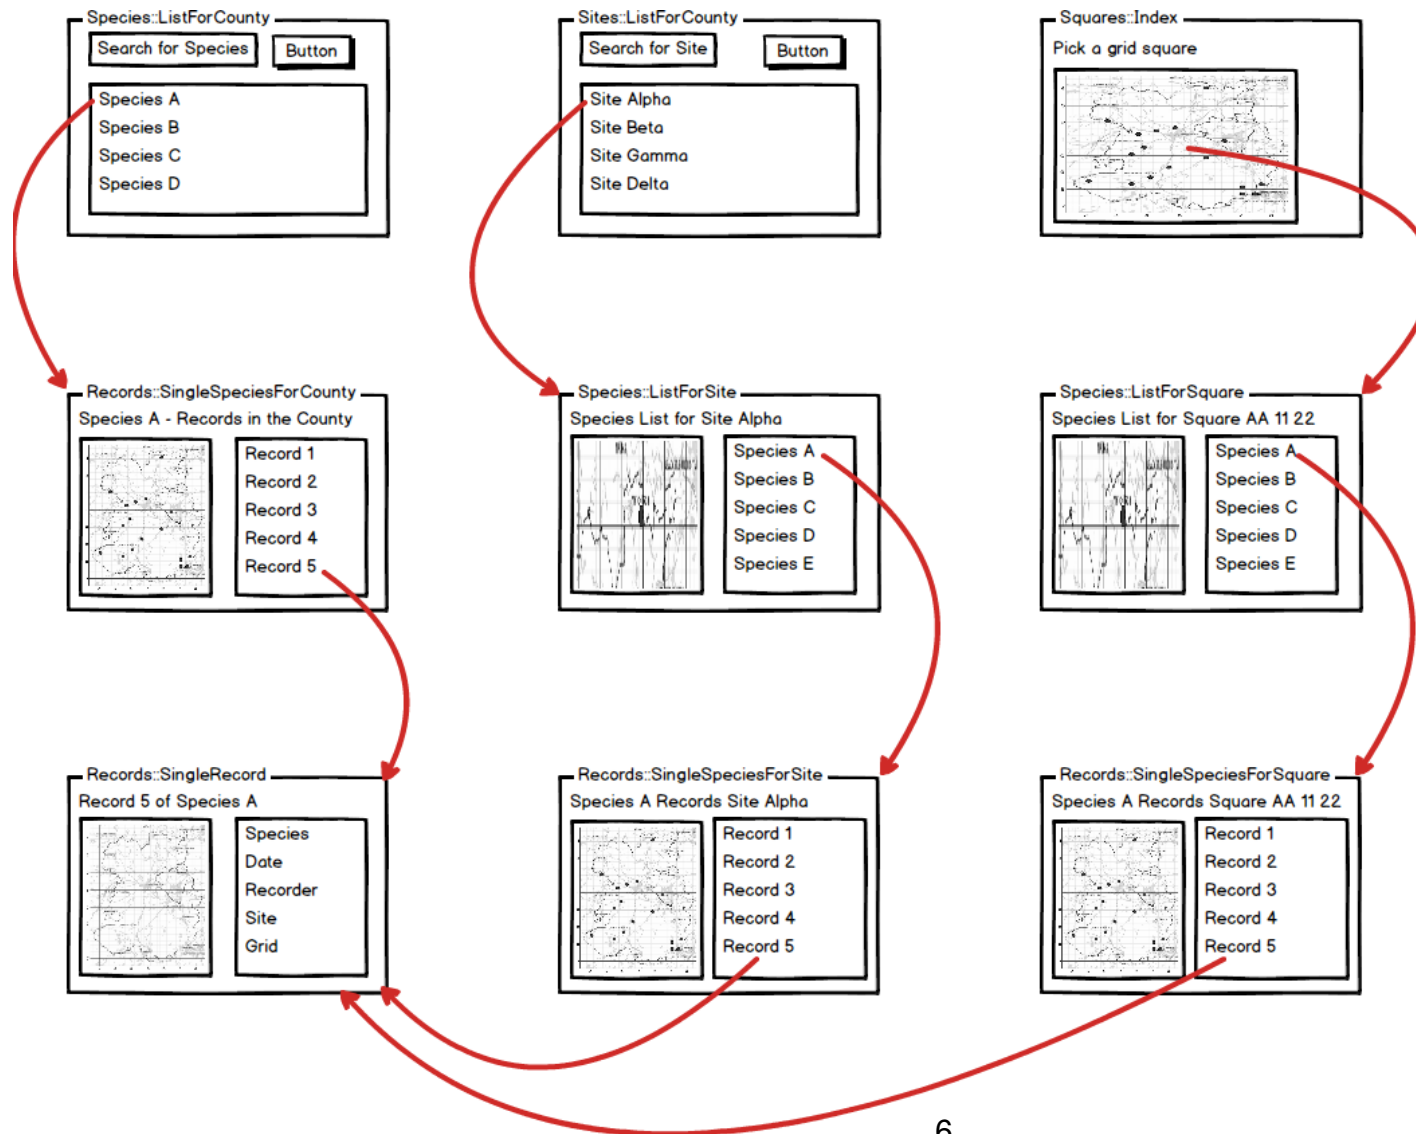 Species::ListForCounty
Search for Species
Button
Species A
Species B
Species C
Species D
Sites::ListForCounty
Search for Site
Button
Site Alpha
Site Beta
Site Gamma
Site Delta
Squares::Index
Pick a grid square
Records::SingleSpeciesForCounty
Species A - Records in the County
Record 1
Record 2
Record 3
Record 4
Record 5
Species::ListForSite
Species List for Site Alpha
Species A
Species B
Species C
Species D
Species E
Species::ListForSquare
Species List for Square AA 11 22
Species A
Species B
Species C
Species D
Species E
Records::SingleRecord
Record 5 of Species A
Species
Date
Recorder
Site
Grid
Records::SingleSpeciesForSite
Species A Records Site Alpha
Record 1
Record 2
Record 3
Record 4
Record 5
Records::SingleSpeciesForSquare
Species A Records Square AA 11 22
Record 1
Record 2
Record 3
Record 4
Record 5
6